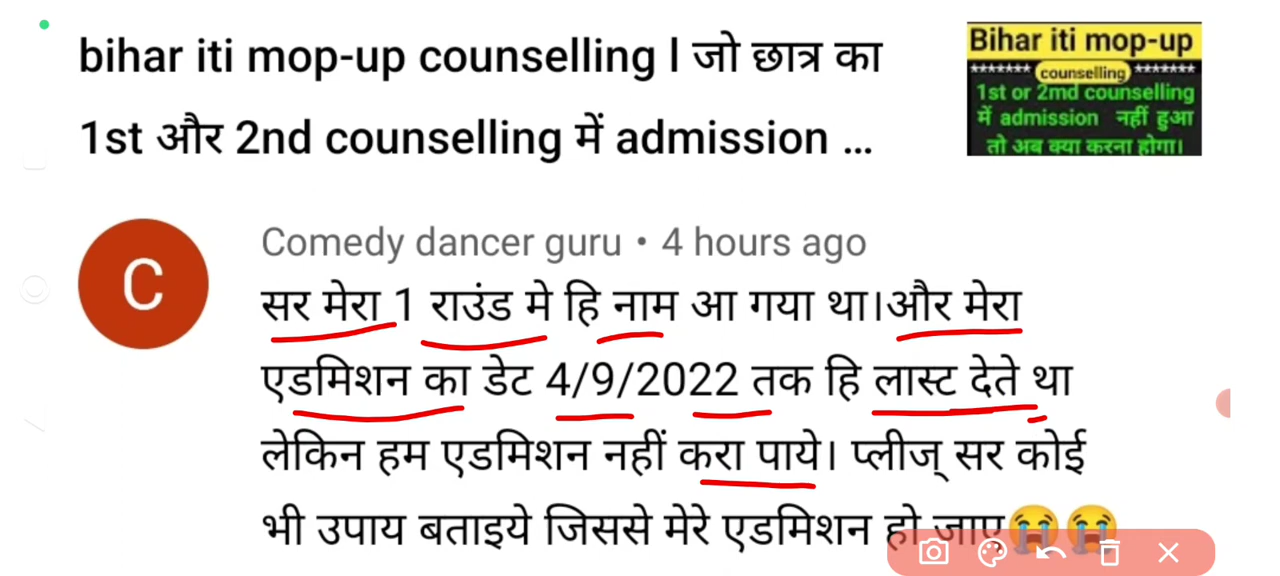 bihar iti mop-up counselling l जो छात्र का
1st और 2nd counselling में admission ...
Bihar iti mop-up
******* counselling *******
1st or 2md counselling
में admission नहीं हुआ
तो अब क्या करना होगा।
C
Comedy dancer guru • 4 hours ago
सर मेरा 1 राउंड मे हि नाम आ गया था।और मेरा
एडमिशन का डेट 4/9/2022 तक हि लास्ट देते था
लेकिन हम एडमिशन नहीं करा पाये। प्लीज् सर कोई
भी उपाय बताइये जिससे मेरे एडमिशन हो जाए😭😭